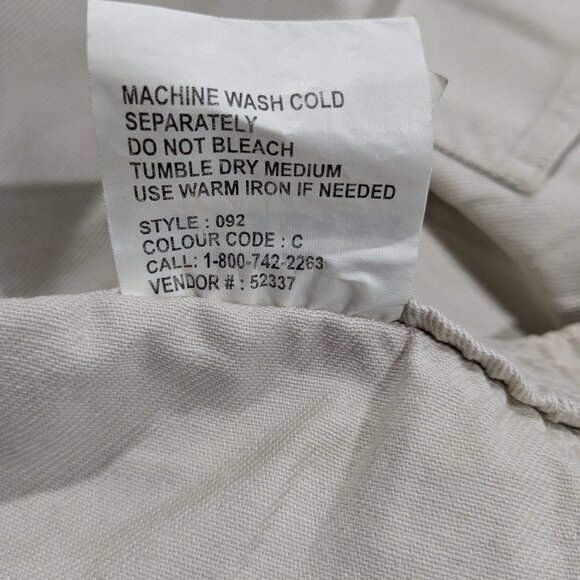 MACHINE WASH COLD
SEPARATELY
DO NOT BLEACH
TUMBLE DRY MEDIUM
USE WARM IRON IF NEEDED
STYLE : 092
COLOUR CODE : C
CALL: 1-800-742-2263
VENDOR # : 52337